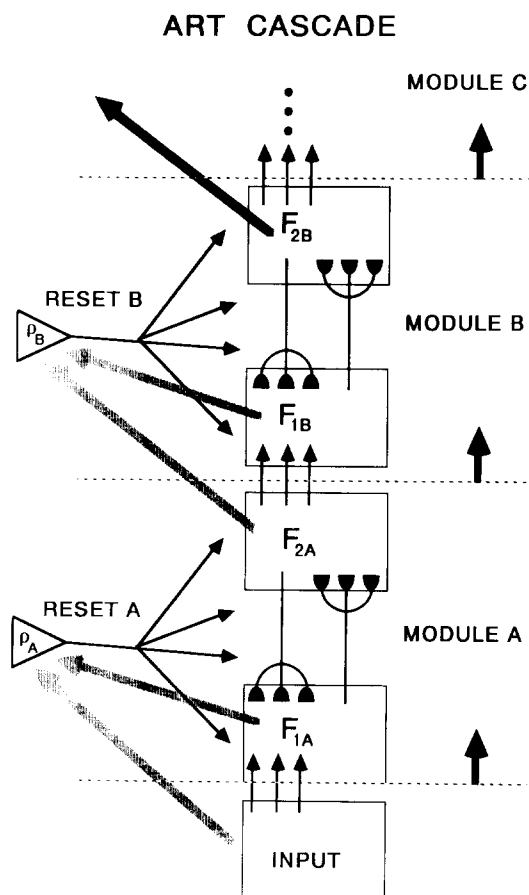 ART CASCADE
MODULE C
F2B
RESET B
ρB
MODULE B
F1B
F2A
RESET A
ρA
MODULE A
F1A
INPUT